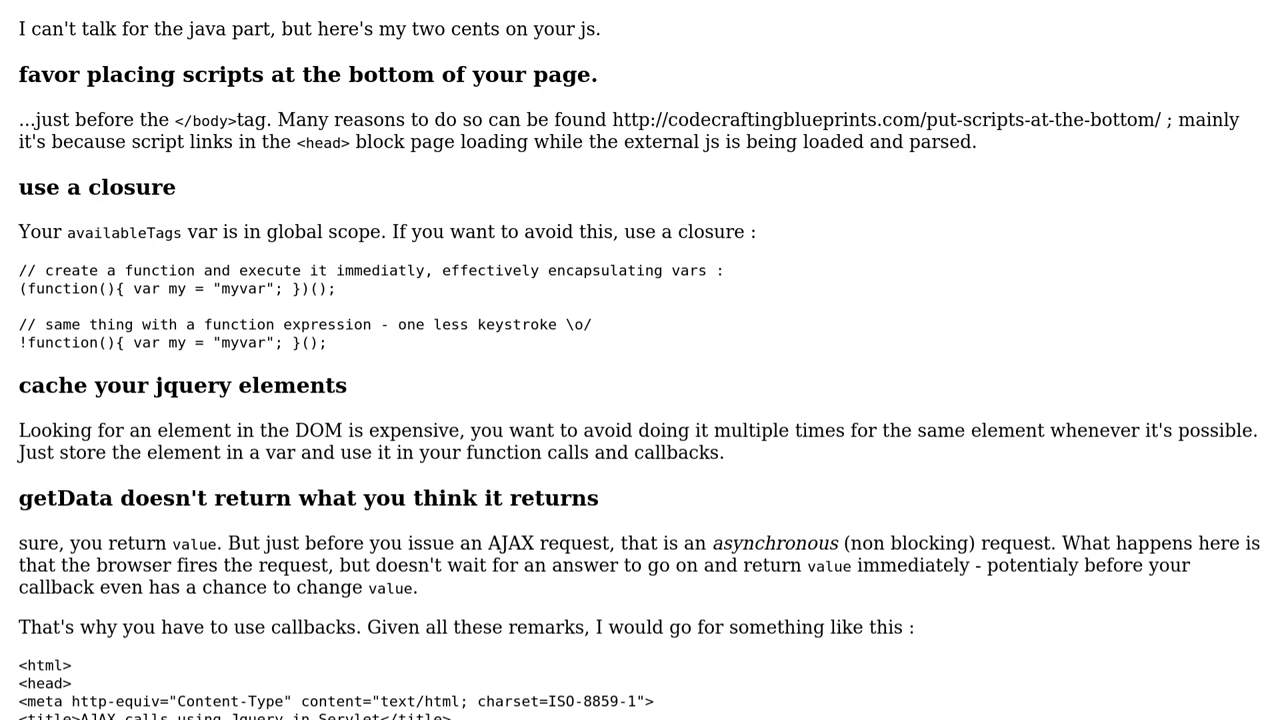 I can't talk for the java part, but here's my two cents on your js.
favor placing scripts at the bottom of your page.
...just before the </body>tag. Many reasons to do so can be found http://codecraftingblueprints.com/put-scripts-at-the-bottom/ ; mainly
it's because script links in the <head> block page loading while the external js is being loaded and parsed.
use a closure
Your availableTags var is in global scope. If you want to avoid this, use a closure :
// create a function and execute it immediatly, effectively encapsulating vars :
(function(){ var my = "myvar"; })();
// same thing with a function expression - one less keystroke \o/
!function(){ var my = "myvar"; }();
cache your jquery elements
Looking for an element in the DOM is expensive, you want to avoid doing it multiple times for the same element whenever it's possible.
Just store the element in a var and use it in your function calls and callbacks.
getData doesn't return what you think it returns
sure, you return value. But just before you issue an AJAX request, that is an asynchronous (non blocking) request. What happens here is
that the browser fires the request, but doesn't wait for an answer to go on and return value immediately - potentialy before your
callback even has a chance to change value.
That's why you have to use callbacks. Given all these remarks, I would go for something like this :
<html>
<head>
<meta http-equiv="Content-Type" content="text/html; charset=ISO-8859-1">
<title>AJAX calls using Jquery in Servlet</title>